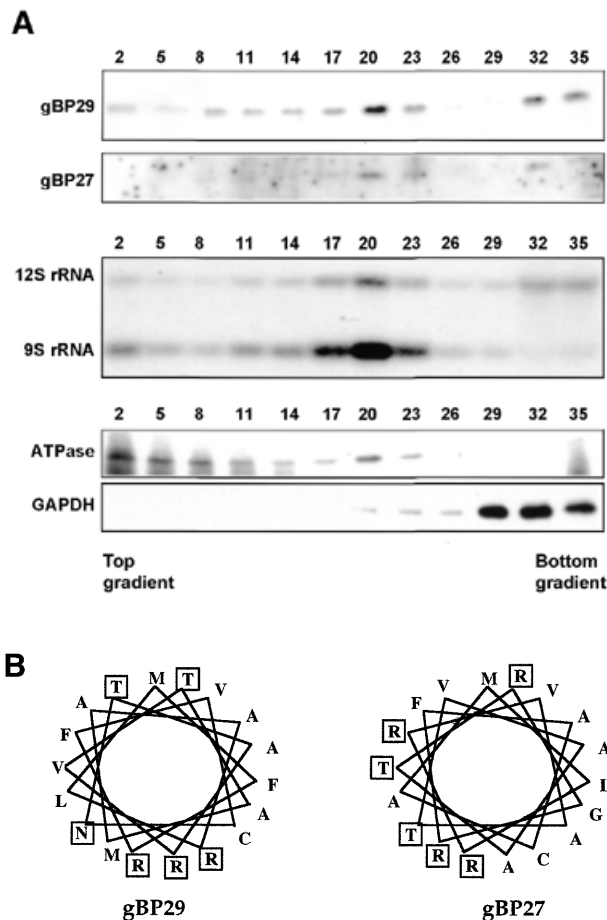 A
2 5 8 11 14 17 20 23 26 29 32 35
gBP29
gBP27
2 5 8 11 14 17 20 23 26 29 32 35
12S rRNA
9S rRNA
2 5 8 11 14 17 20 23 26 29 32 35
ATPase
GAPDH
Top gradient
Bottom gradient
B
T M T V
A A
F A
V F
L A
N C
M R R R
gBP29
V M R V
F A
R A
T L
A G
T A
R R A C
gBP27